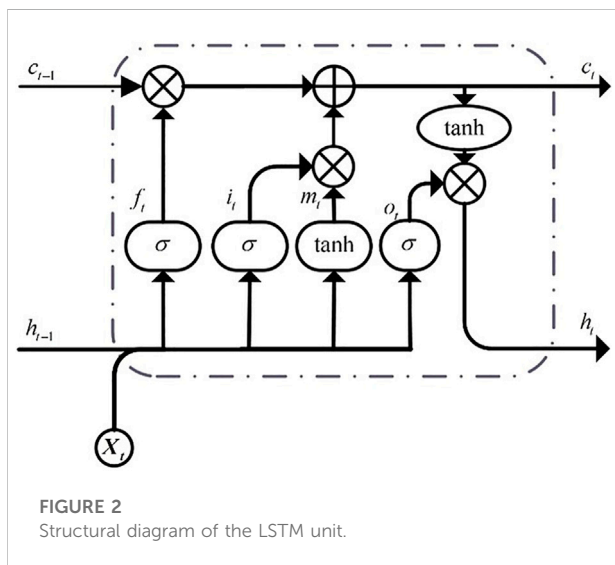 c_{t-1}
c_t
tanh
f_t
i_t
m_t
o_t
σ
σ
tanh
σ
h_{t-1}
h_t
X_t
FIGURE 2
Structural diagram of the LSTM unit.